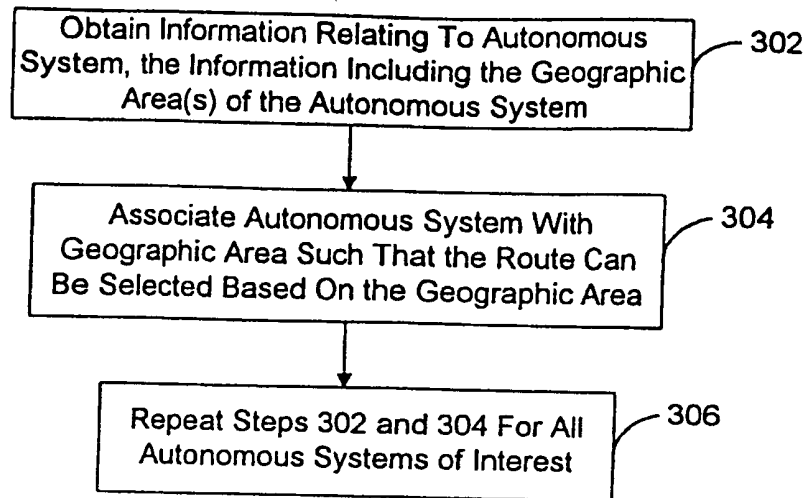 Obtain Information Relating To Autonomous
System, the Information Including the Geographic
Area(s) of the Autonomous System
302
Associate Autonomous System With
Geographic Area Such That the Route Can
Be Selected Based On the Geographic Area
304
Repeat Steps 302 and 304 For All
Autonomous Systems of Interest
306